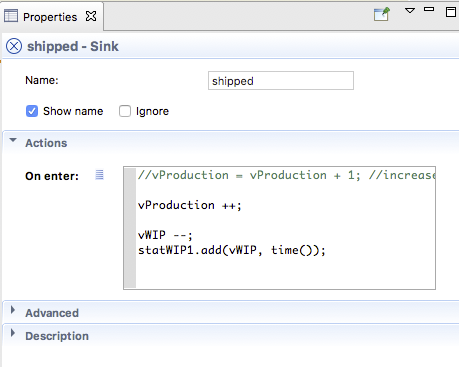 Properties
shipped - Sink
Name:
shipped
Show name
Ignore
Actions
On enter:
//vProduction = vProduction + 1; //increase
vProduction ++;
vWIP --;
statWIP1.add(vWIP, time());
Advanced
Description